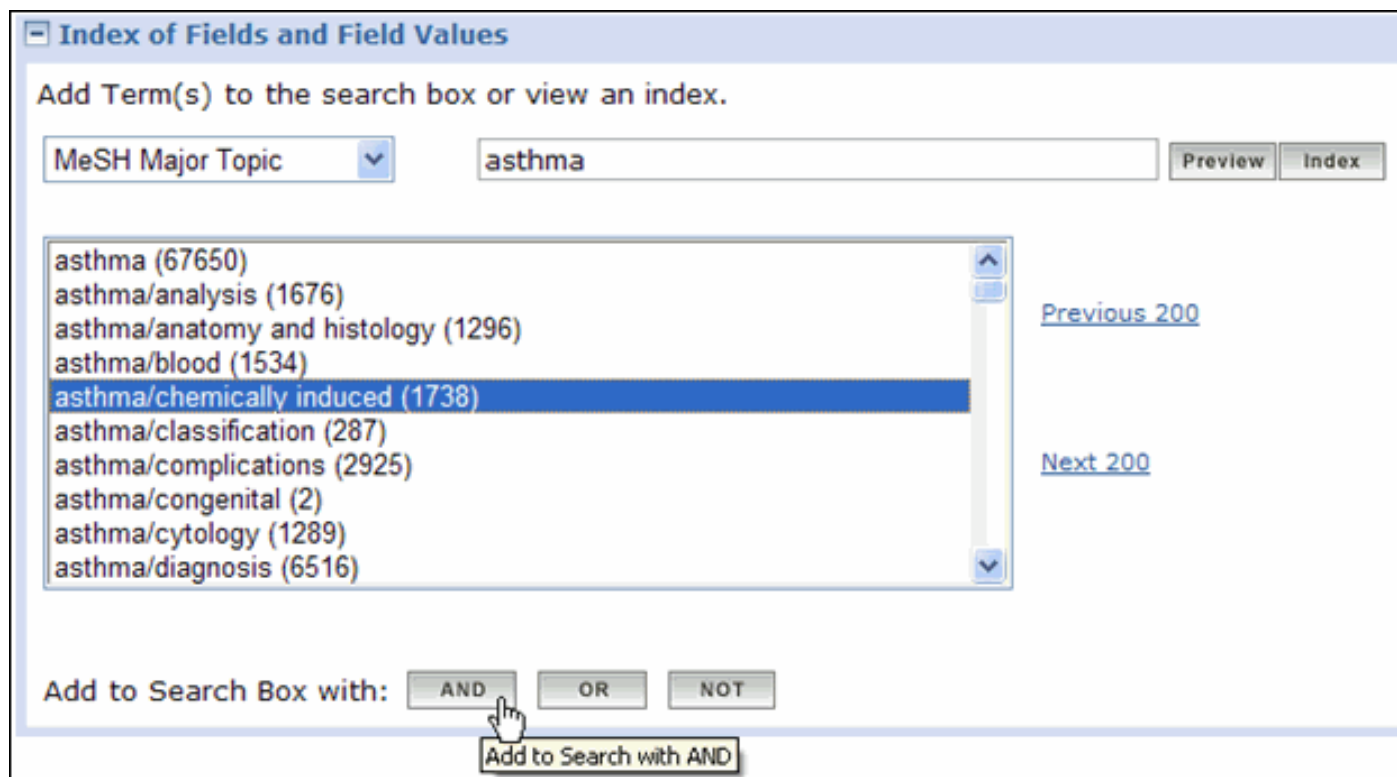 Index of Fields and Field Values
Add Term(s) to the search box or view an index.
MeSH Major Topic asthma Preview Index
asthma (67650)
asthma/analysis (1676)
asthma/anatomy and histology (1296)
asthma/blood (1534)
asthma/chemically induced (1738)
asthma/classification (287)
asthma/complications (2925)
asthma/congenital (2)
asthma/cytology (1289)
asthma/diagnosis (6516)
Previous 200
Next 200
Add to Search Box with: AND OR NOT
Add to Search with AND